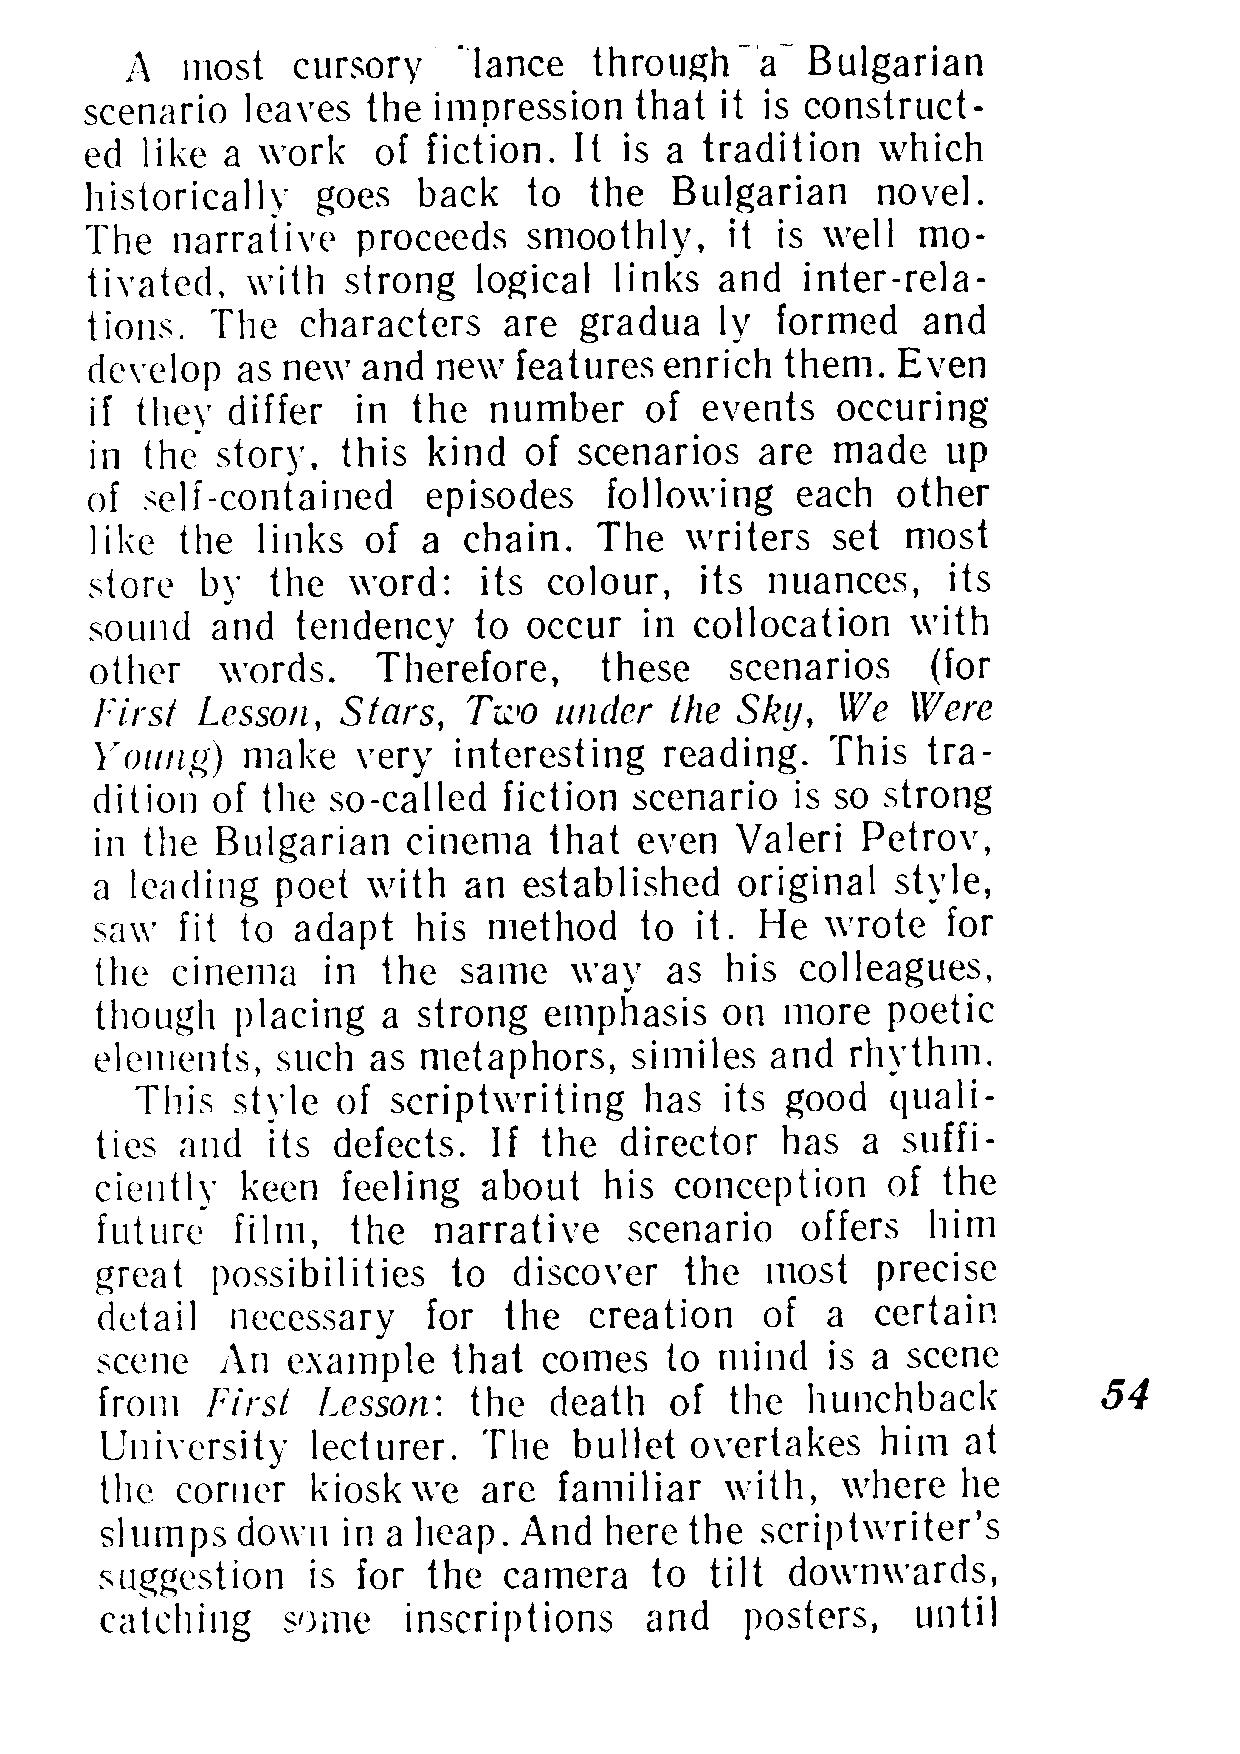 A most cursory lance through a Bulgarian
scenario leaves the impression that it is construct-
ed like a work of fiction. It is a tradition which
historically goes back to the Bulgarian novel.
The narrative proceeds smoothly, it is well mo-
tivated, with strong logical links and inter-rela-
tions. The characters are gradua ly formed and
develop as new and new features enrich them. Even
if they differ in the number of events occuring
in the story, this kind of scenarios are made up
of self-contained episodes following each other
like the links of a chain. The writers set most
store by the word: its colour, its nuances, its
sound and tendency to occur in collocation with
other words. Therefore, these scenarios (for
First Lesson, Stars, Two under the Sky, We Were
Young) make very interesting reading. This tra-
dition of the so-called fiction scenario is so strong
in the Bulgarian cinema that even Valeri Petrov,
a leading poet with an established original style,
saw fit to adapt his method to it. He wrote for
the cinema in the same way as his colleagues,
though placing a strong emphasis on more poetic
elements, such as metaphors, similes and rhythm.
This style of scriptwriting has its good quali-
ties and its defects. If the director has a suffi-
ciently keen feeling about his conception of the
future film, the narrative scenario offers him
great possibilities to discover the most precise
detail necessary for the creation of a certain
scene An example that comes to mind is a scene
from First Lesson: the death of the hunchback
University lecturer. The bullet overtakes him at
the corner kiosk we are familiar with, where he
slumps down in a heap. And here the scriptwriter's
suggestion is for the camera to tilt downwards,
catching some inscriptions and posters, until
54